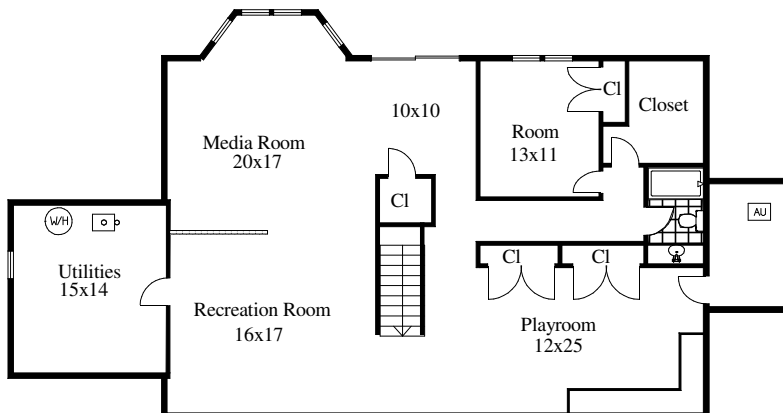 10x10
Cl
Closet
Media Room
20x17
Room
13x11
Cl
W/H
AU
Utilities
15x14
Cl
Cl
Recreation Room
16x17
Playroom
12x25